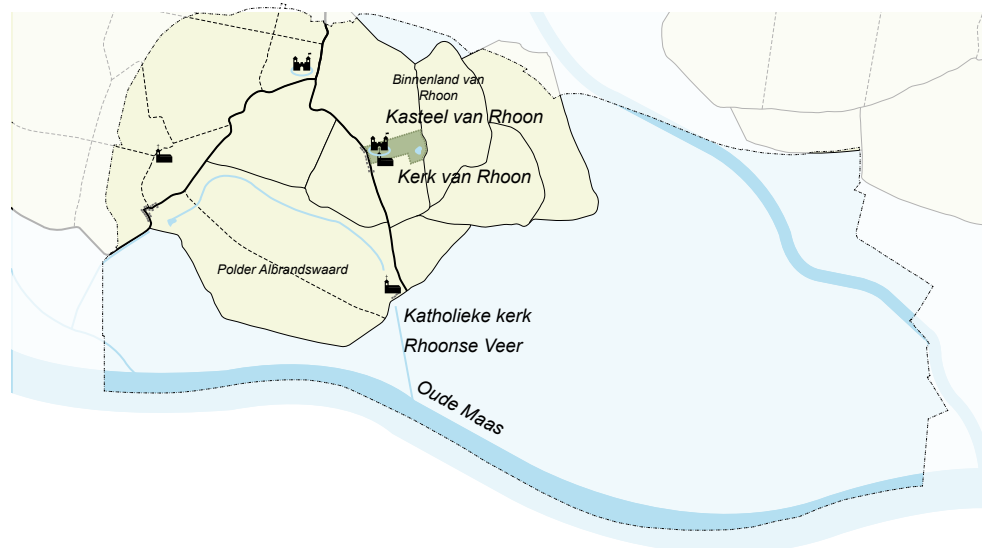 Binnenland van
Rhoon
Kasteel van Rhoon
Kerk van Rhoon
Polder Albrandswaard
Katholieke kerk
Rhoonse Veer
Oude Maas